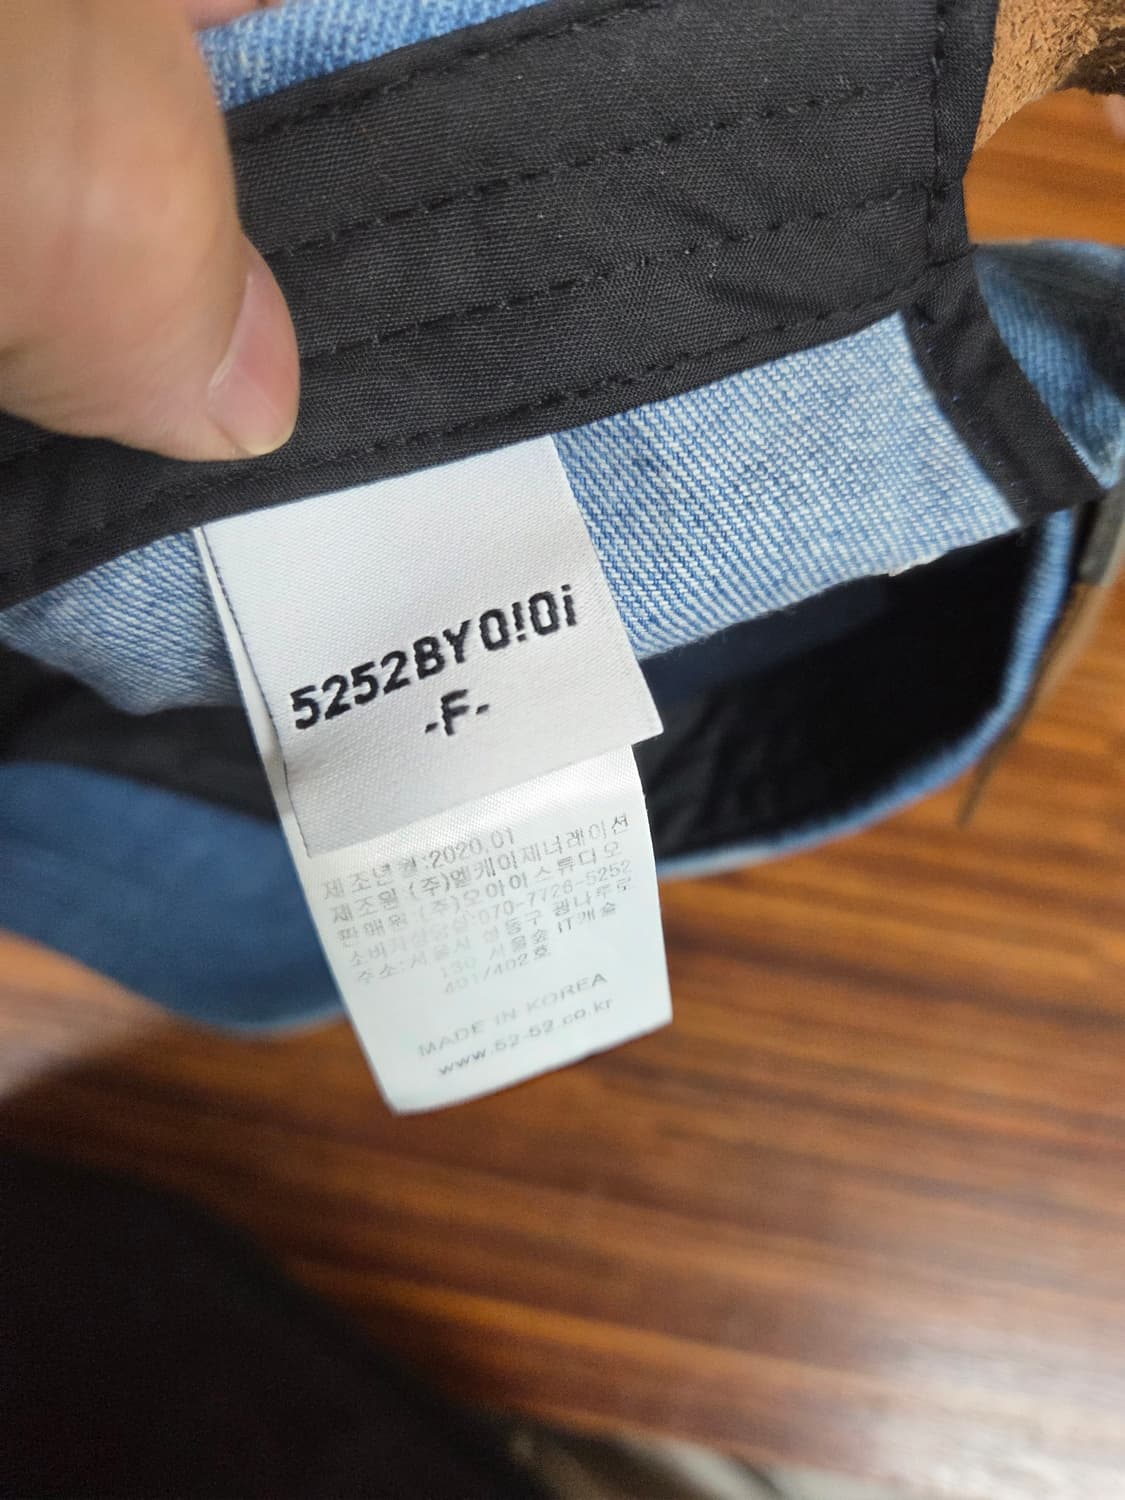 5252BYO!Oi
-F-
제조년월:2020.01
제조원 (주)엘케이제너레이션
판매원 (주)오아이스튜디오
소비자상담실:070-7726-5252
주소:서울시 성동구 광나루로
130 서울숲 IT캐슬
401/402호
MADE IN KOREA
www.52-52.co.kr